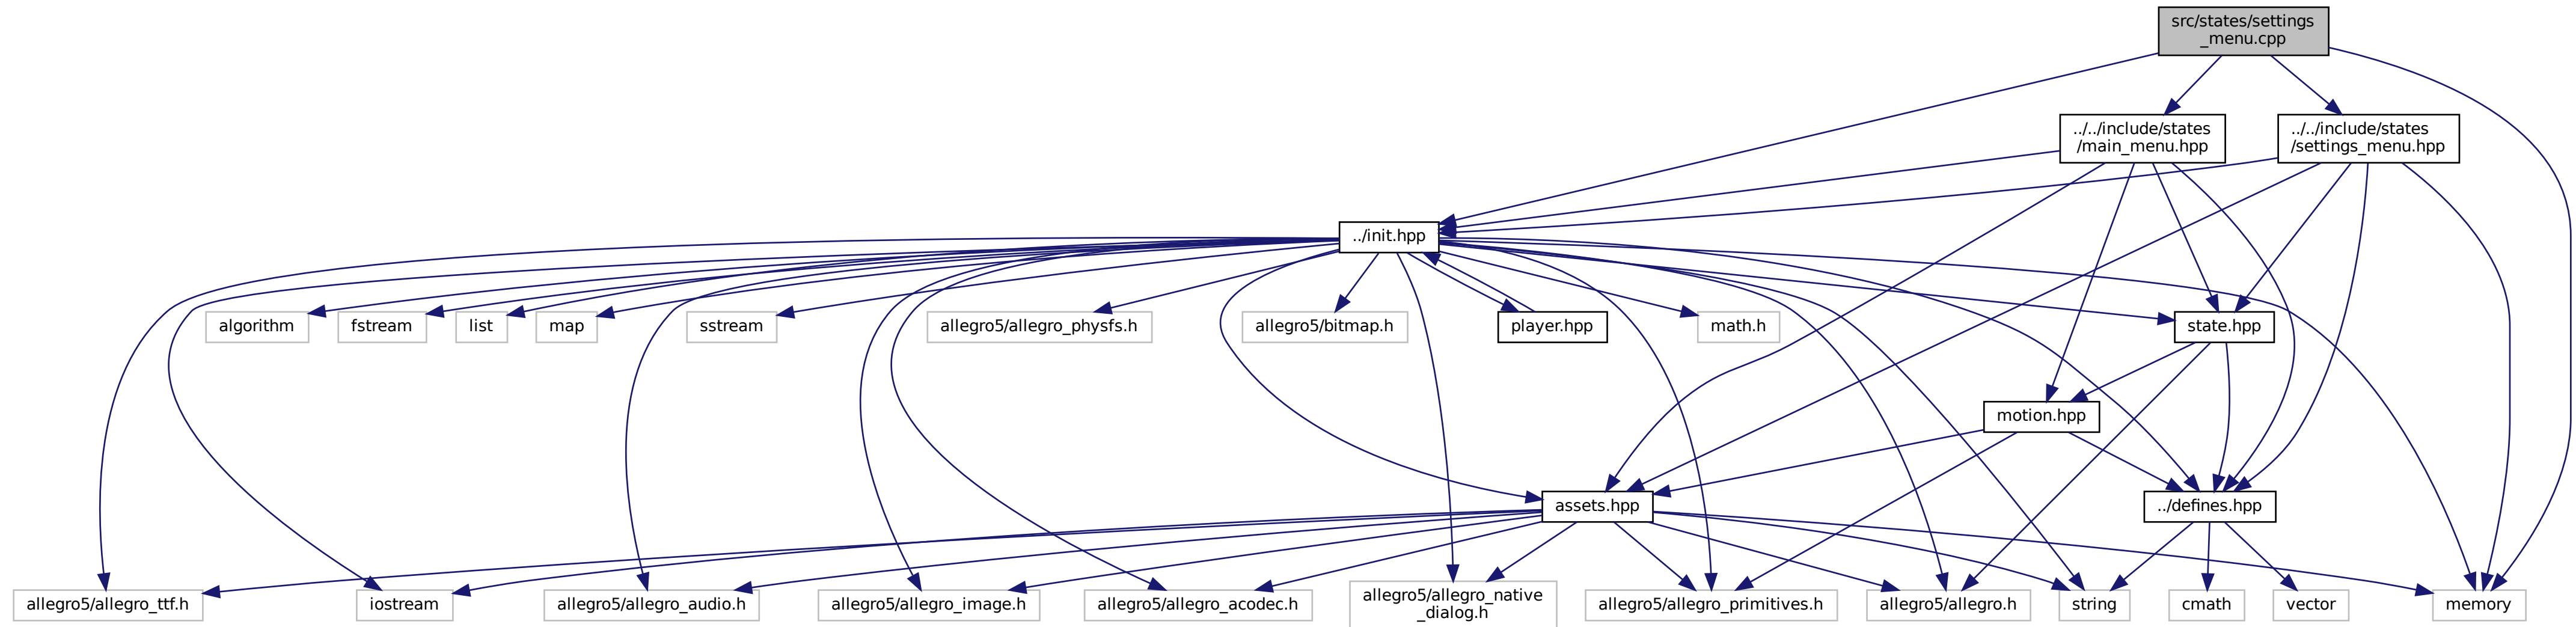 src/states/settings
_menu.cpp
../../include/states
/main_menu.hpp
../../include/states
/settings_menu.hpp
../init.hpp
algorithm
fstream
list
map
sstream
allegro5/allegro_physfs.h
allegro5/bitmap.h
player.hpp
math.h
state.hpp
motion.hpp
assets.hpp
../defines.hpp
allegro5/allegro_ttf.h
iostream
allegro5/allegro_audio.h
allegro5/allegro_image.h
allegro5/allegro_acodec.h
allegro5/allegro_native
_dialog.h
allegro5/allegro_primitives.h
allegro5/allegro.h
string
cmath
vector
memory